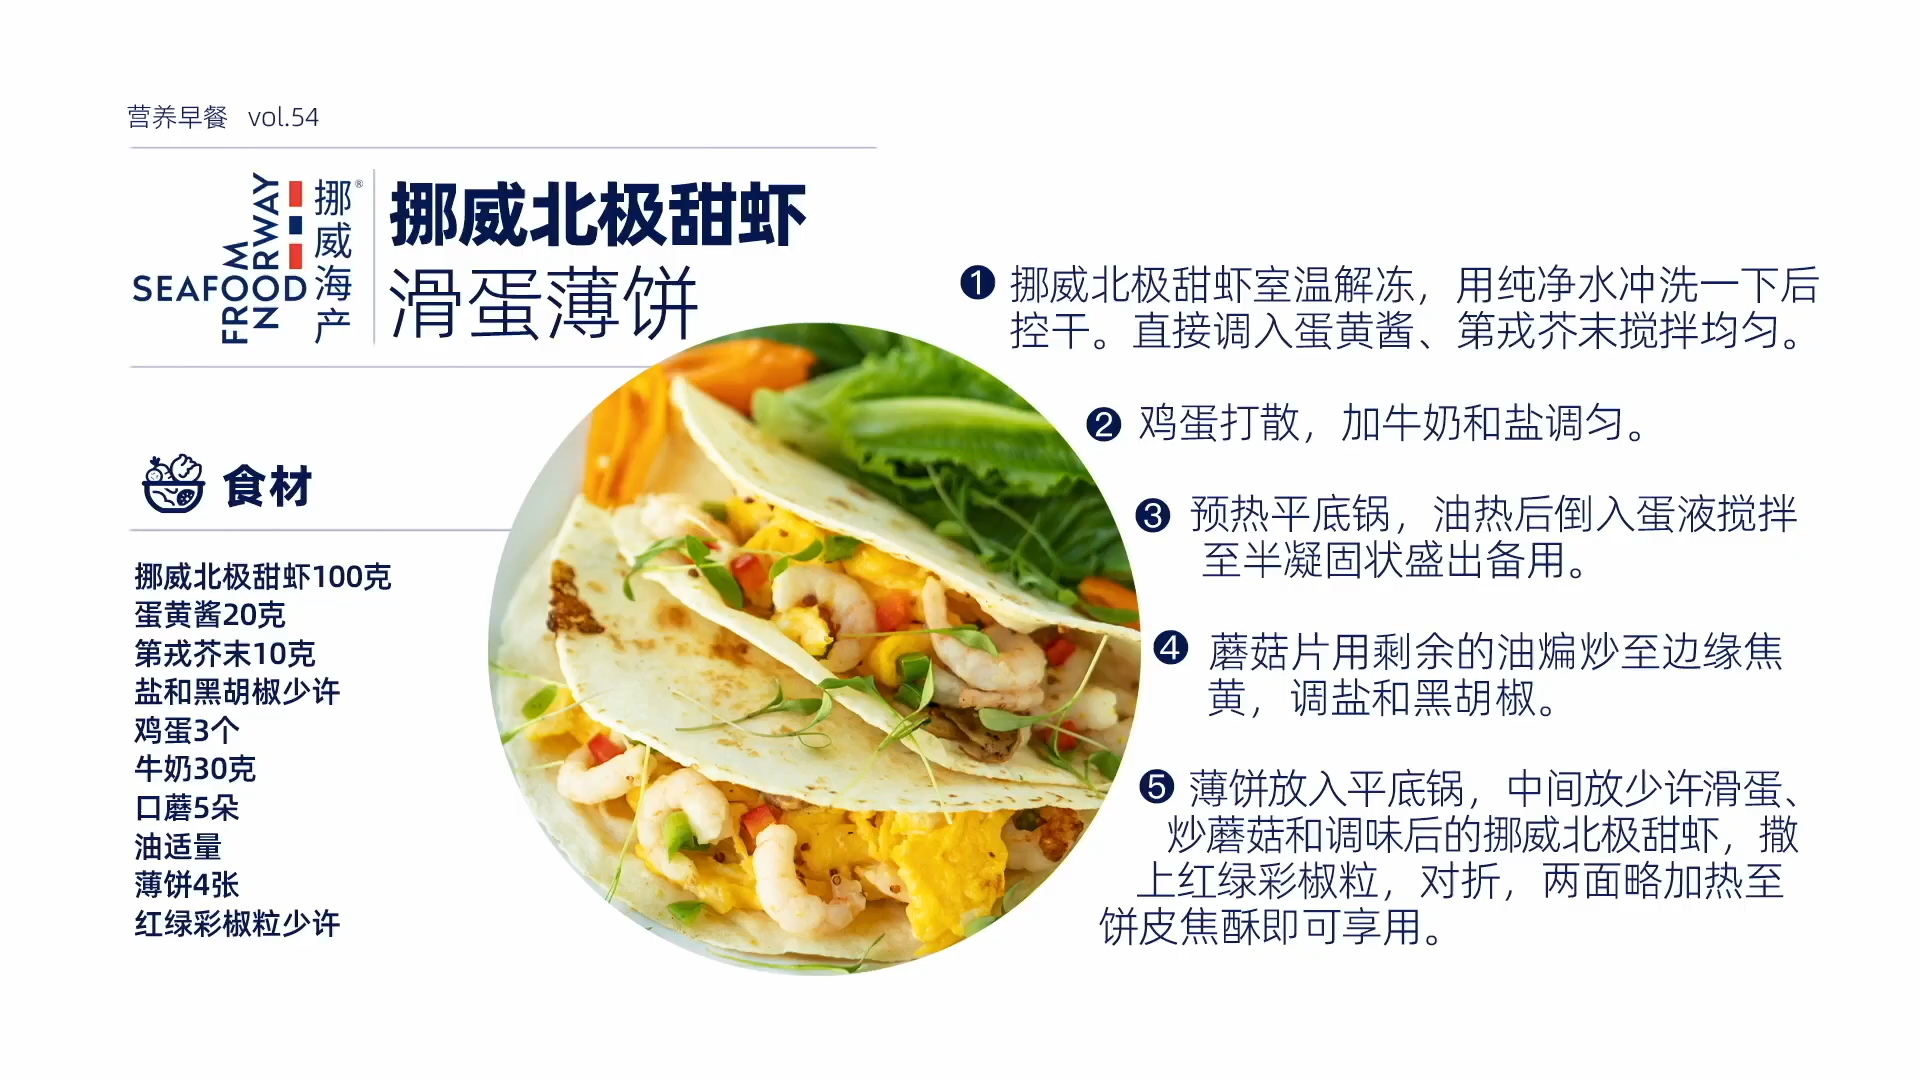 营养早餐 vol.54
SEAFOOD
FROM
NORWAY
挪威海产®
挪威北极甜虾
滑蛋薄饼
食材
挪威北极甜虾100克
蛋黄酱20克
第戎芥末10克
盐和黑胡椒少许
鸡蛋3个
牛奶30克
口蘑5朵
油适量
薄饼4张
红绿彩椒粒少许
1 挪威北极甜虾室温解冻，用纯净水冲洗一下后
控干。直接调入蛋黄酱、第戎芥末搅拌均匀。
2 鸡蛋打散，加牛奶和盐调匀。
3 预热平底锅，油热后倒入蛋液搅拌
至半凝固状盛出备用。
4 蘑菇片用剩余的油煸炒至边缘焦
黄，调盐和黑胡椒。
5 薄饼放入平底锅，中间放少许滑蛋、
炒蘑菇和调味后的挪威北极甜虾，撒
上红绿彩椒粒，对折，两面略加热至
饼皮焦酥即可享用。